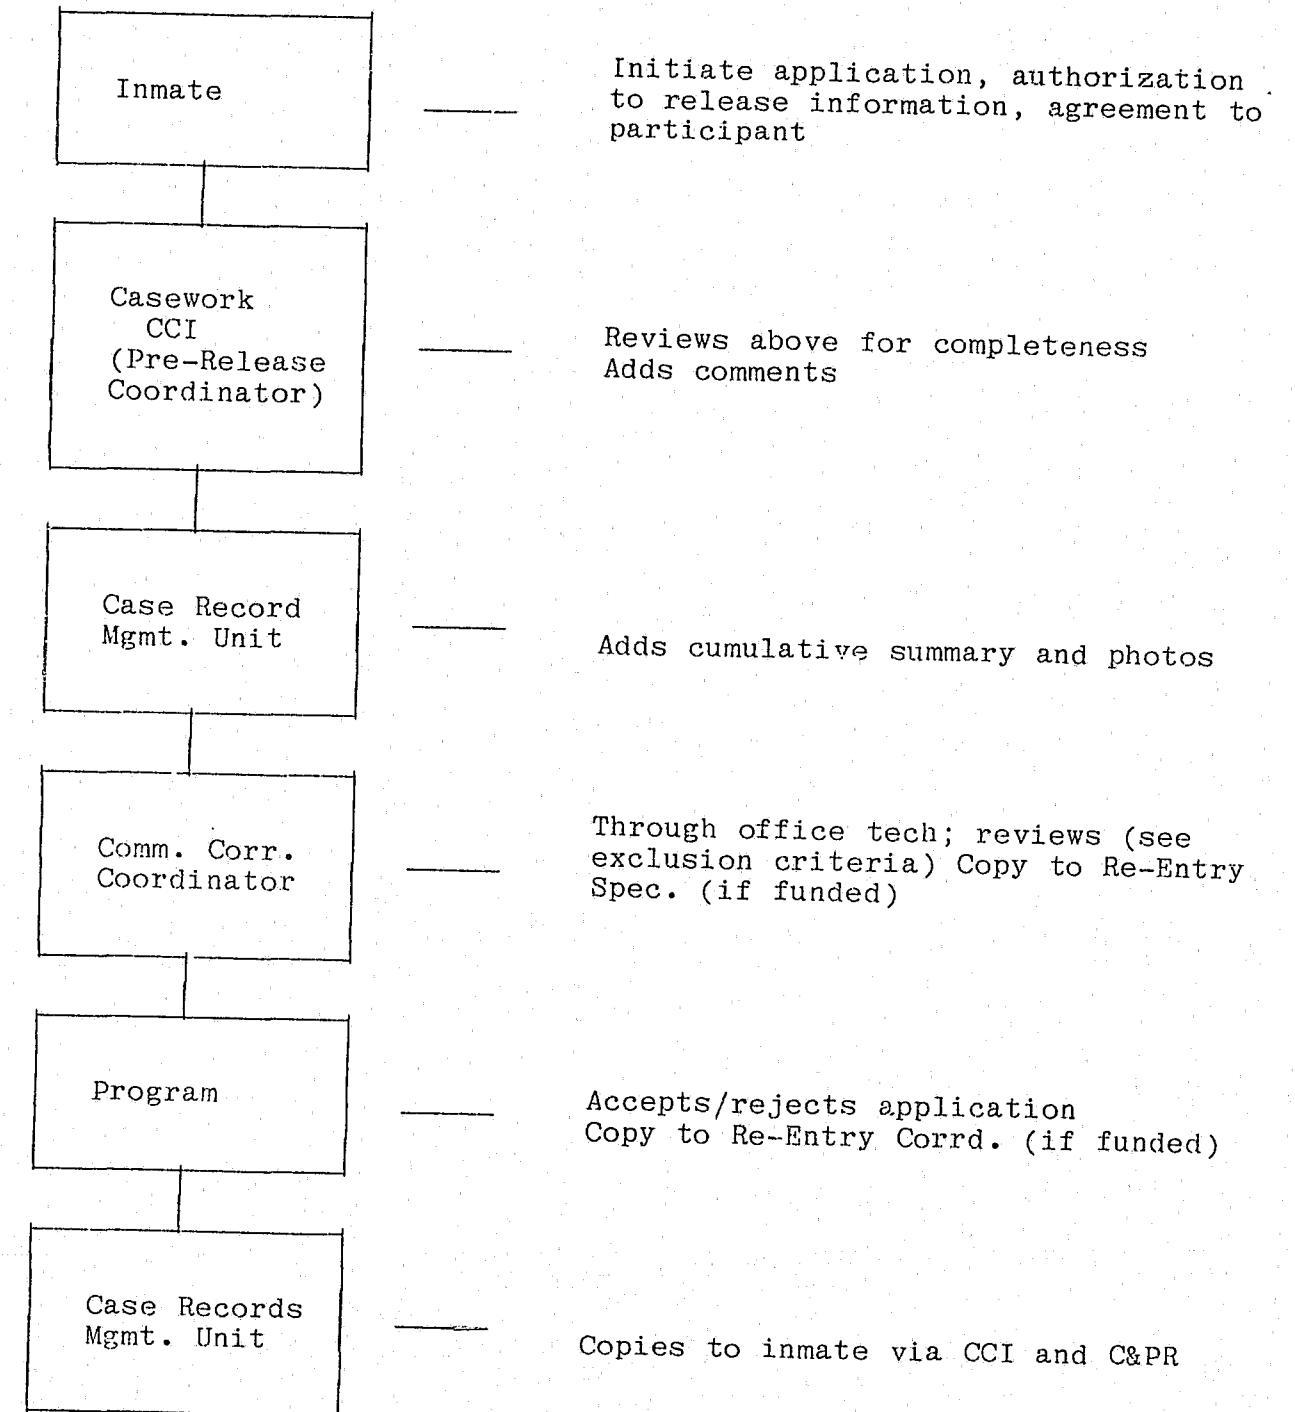 Inmate
Initiate application, authorization
to release information, agreement to
participant
Casework
CCI
(Pre-Release
Coordinator)
Reviews above for completeness
Adds comments
Case Record
Mgmt. Unit
Adds cumulative summary and photos
Comm. Corr.
Coordinator
Through office tech; reviews (see
exclusion criteria) Copy to Re-Entry
Spec. (if funded)
Program
Accepts/rejects application
Copy to Re-Entry Corrd. (if funded)
Case Records
Mgmt. Unit
Copies to inmate via CCI and C&PR